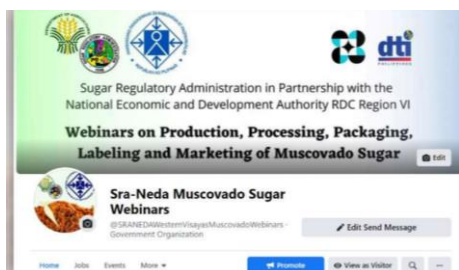 dti
PHILIPPINES
Sugar Regulatory Administration in Partnership with the
National Economic and Development Authority RDC Region VI
Webinars on Production, Processing, Packaging,
Labeling and Marketing of Muscovado Sugar
Edit
Sra-Neda Muscovado Sugar
Webinars
@SRANEDAWesternVisayasMuscovadoWebinars ·
Government Organization
Edit Send Message
Home Jobs Events More
Promote
View as Visitor